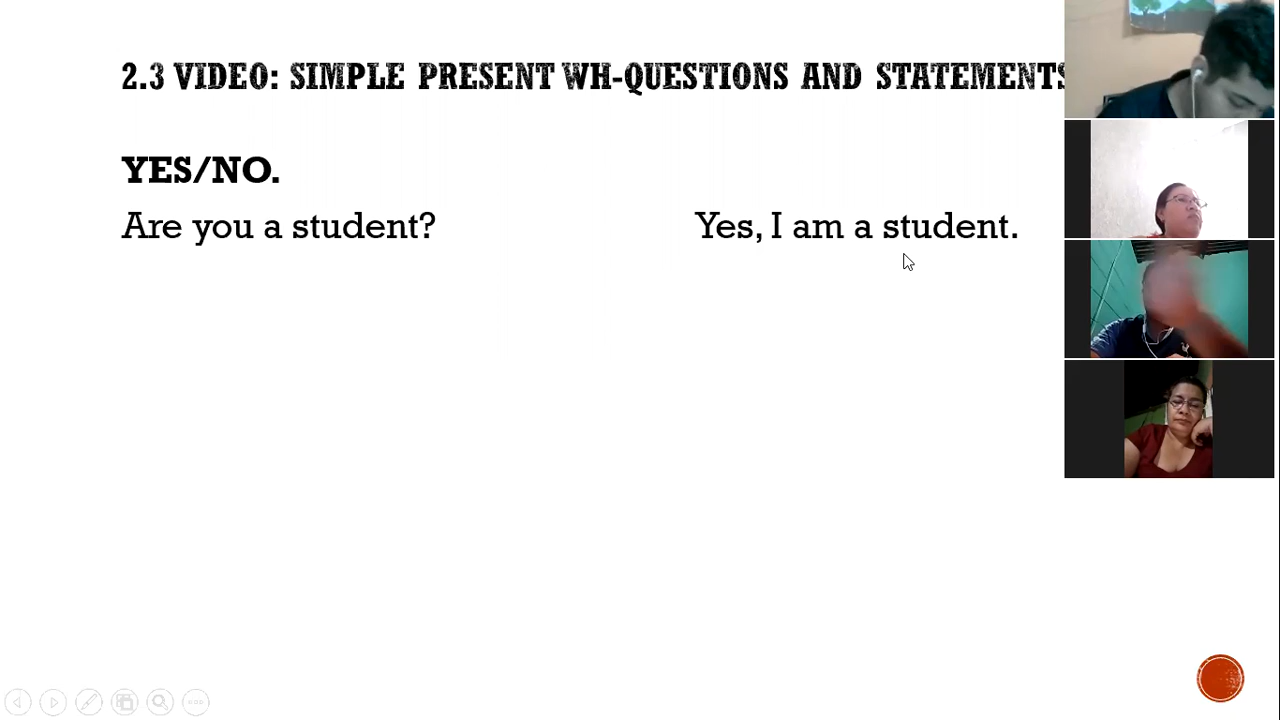 2.3 VIDEO: SIMPLE PRESENT WH-QUESTIONS AND STATEMENTS
YES/NO.
Are you a student? Yes, I am a student.